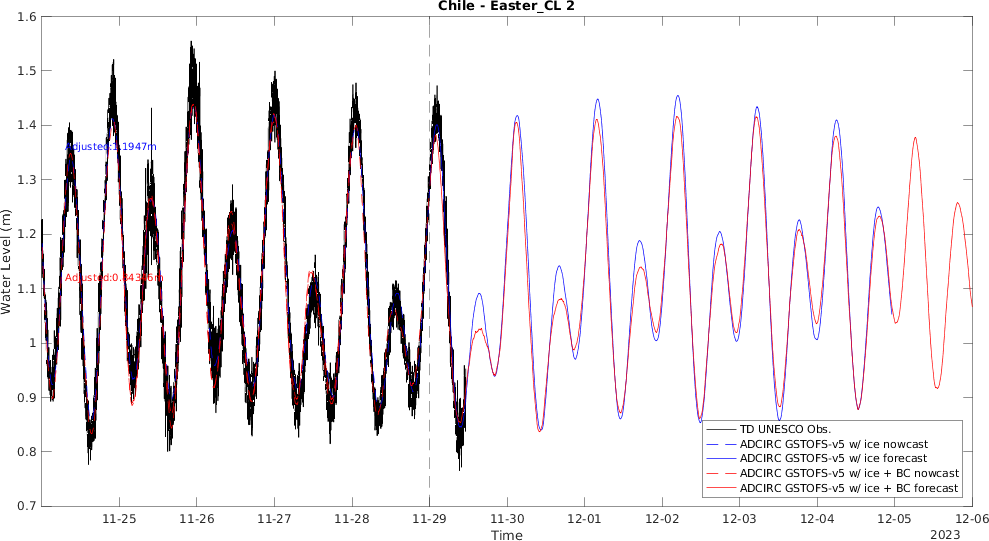 Chile - Easter_CL 2
1.6
1.5
1.4
1.3
1.2
1.1
1
0.9
0.8
0.7
Water Level (m)
Adjusted:1.1947m
11-25
11-26
11-27
11-28
11-29
11-30
12-01
12-02
12-03
12-04
12-05
12-06
Time
2023
TD UNESCO Obs.
ADCIRC GSTOFS-v5 w/ ice nowcast
ADCIRC GSTOFS-v5 w/ ice forecast
ADCIRC GSTOFS-v5 w/ ice + BC nowcast
ADCIRC GSTOFS-v5 w/ ice + BC forecast